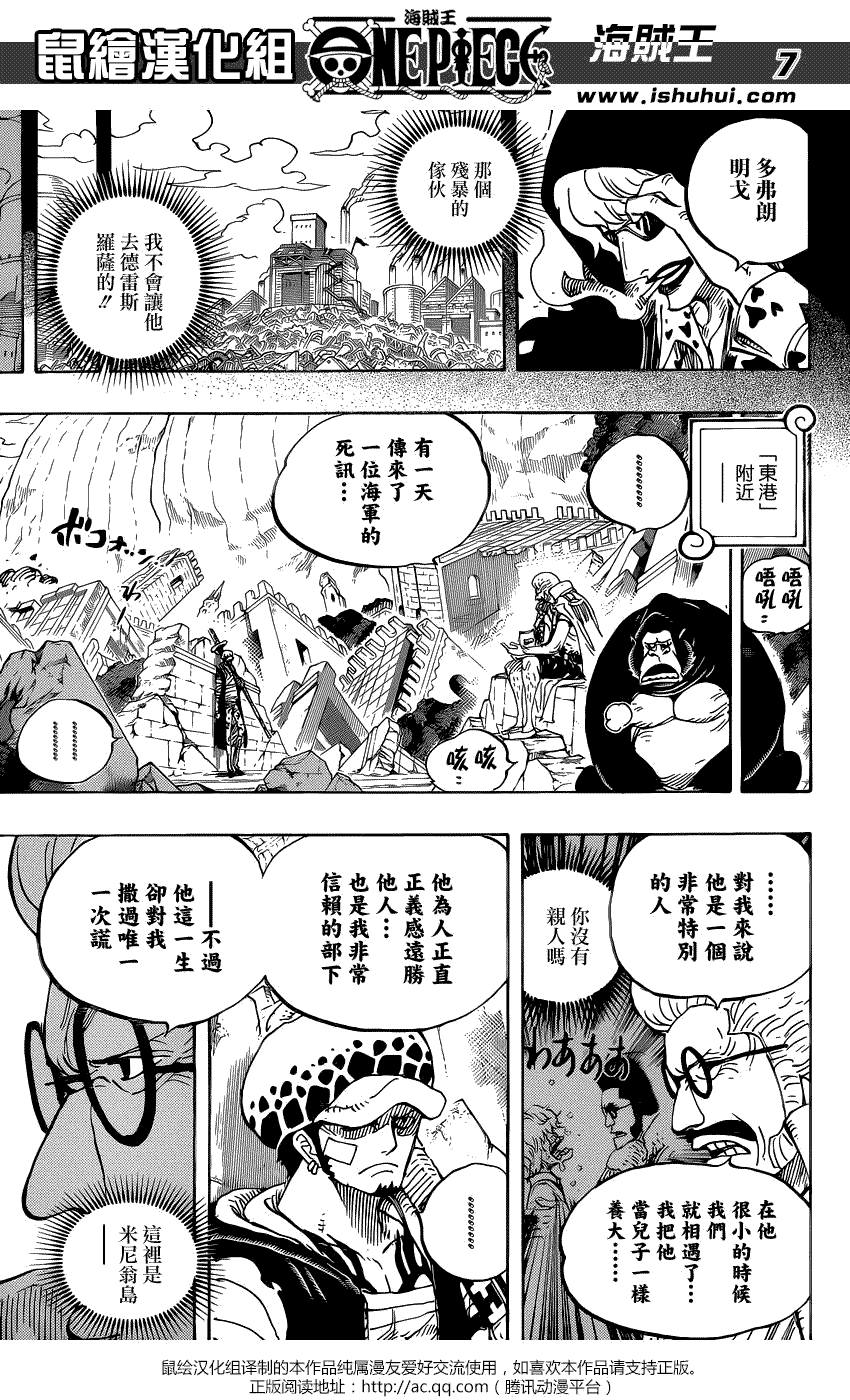 鼠繪漢化組
海賊王
ONE PIECE
海賊王
7
www.ishuhui.com
多弗朗
明戈
那個
殘暴的
傢伙
我不會讓他
去德雷斯
羅薩的!!
「東港」
附近
——
唔吼
唔吼…
………
有一天
傳來了
一位海軍的
死訊…
ボコォ…ン
………
咳
咳…
……
對我來說
他是一個
非常特別
的人
你沒有
親人嗎
わあああ
在他
很小的時候
我們
就相遇了…
我把他
當兒子一樣
養大……
他為人正直
正義感遠勝
他人…
也是我非常
信賴的部下
………
——不過
他這一生
卻對我
撒過唯一
一次謊
這裡是
米尼翁島
——
鼠绘汉化组译制的本作品纯属漫友爱好交流使用，如喜欢本作品请支持正版。
正版阅读地址：http://ac.qq.com（腾讯动漫平台）